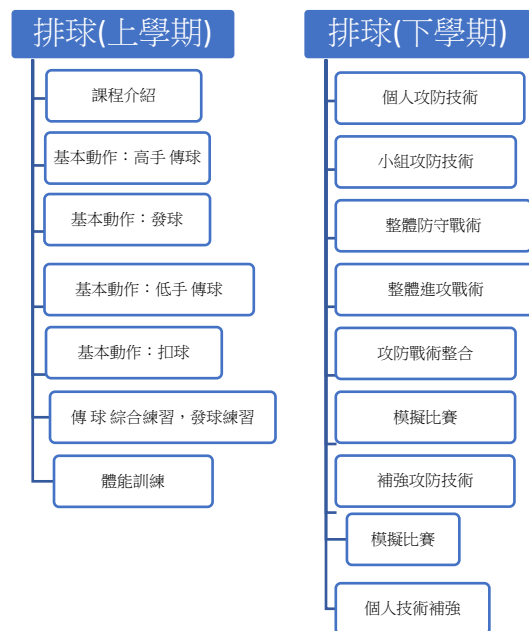 排球(上學期)
課程介紹
基本動作：高手 傳球
基本動作：發球
基本動作：低手 傳球
基本動作：扣球
傳 球 綜合練習，發球練習
體能訓練
排球(下學期)
個人攻防技術
小組攻防技術
整體防守戰術
整體進攻戰術
攻防戰術整合
模擬比賽
補強攻防技術
模擬比賽
個人技術補強